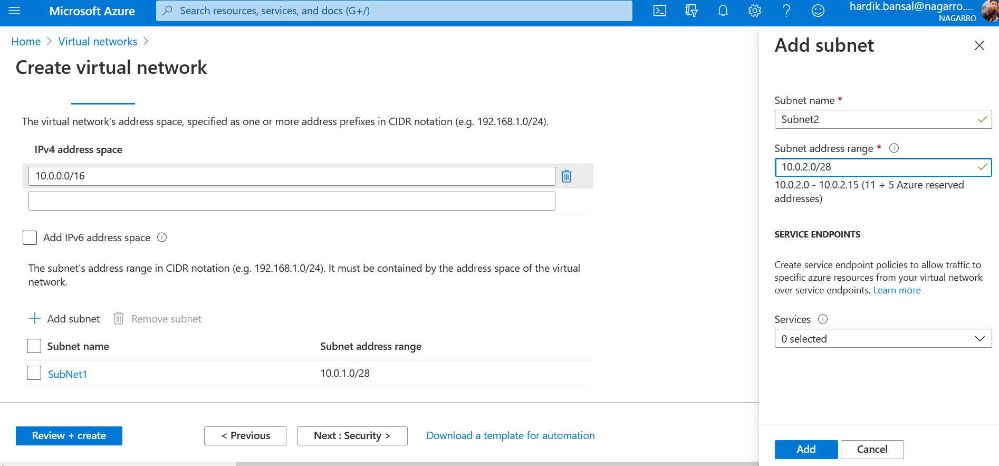 Microsoft Azure
Search resources, services, and docs (G+/)
hardik.bansal@nagarro....
NAGARRO
Home > Virtual networks >
Create virtual network
The virtual network's address space, specified as one or more address prefixes in CIDR notation (e.g. 192.168.1.0/24).
IPv4 address space
10.0.0.0/16
Add IPv6 address space
The subnet's address range in CIDR notation (e.g. 192.168.1.0/24). It must be contained by the address space of the virtual
network.
Add subnet Remove subnet
Subnet name Subnet address range
SubNet1 10.0.1.0/28
Review + create < Previous Next : Security > Download a template for automation
Add subnet
Subnet name *
Subnet2
Subnet address range *
10.0.2.0/28
10.0.2.0 - 10.0.2.15 (11 + 5 Azure reserved
addresses)
SERVICE ENDPOINTS
Create service endpoint policies to allow traffic to
specific azure resources from your virtual network
over service endpoints. Learn more
Services
0 selected
Add Cancel